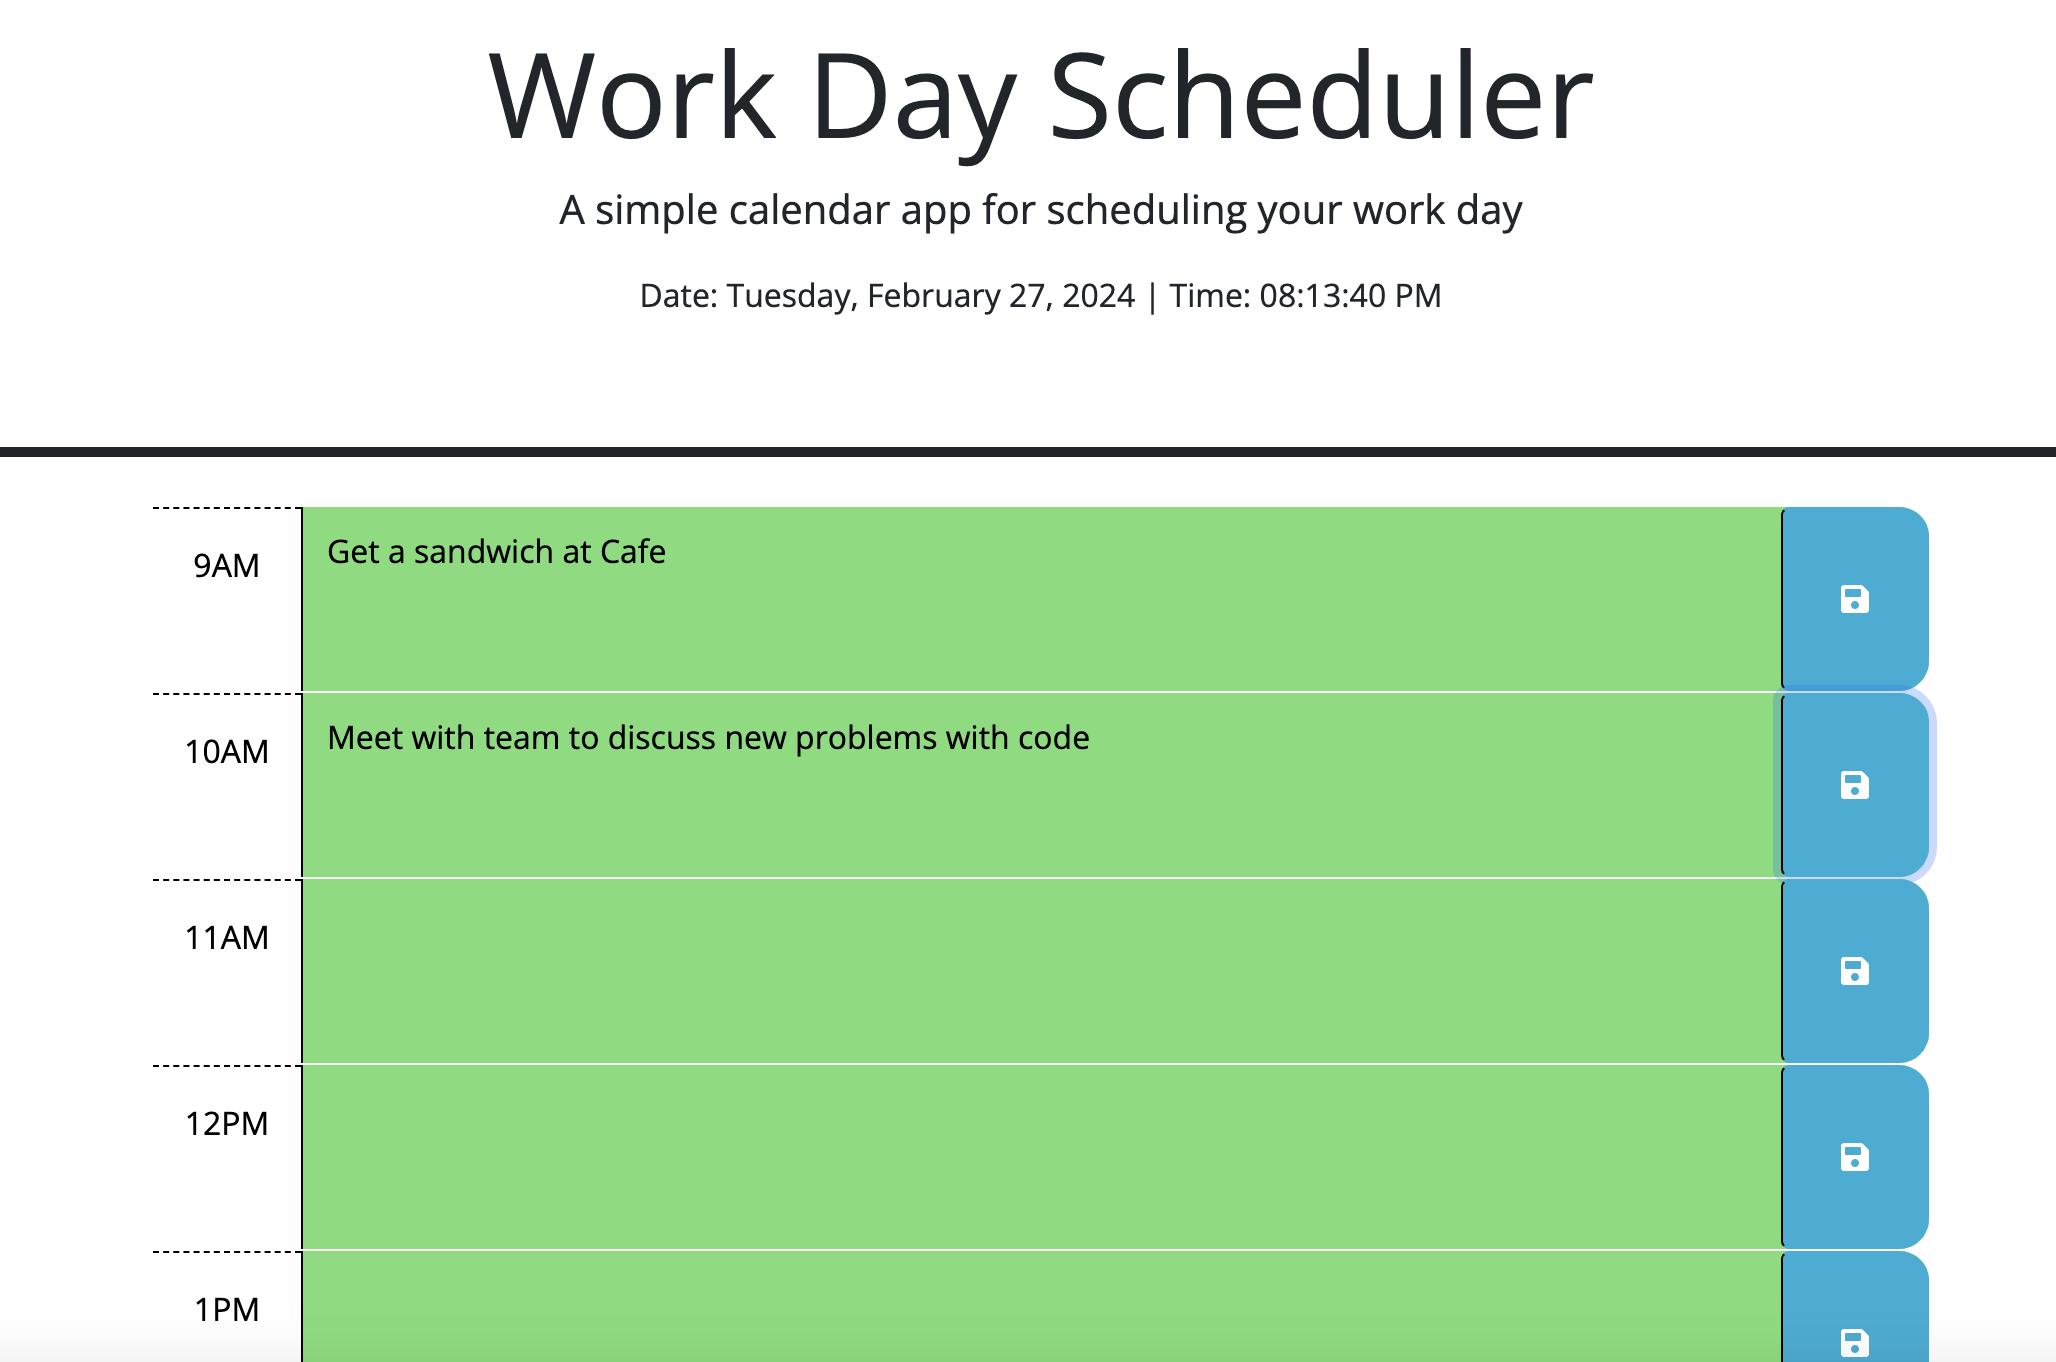 Work Day Scheduler
A simple calendar app for scheduling your work day
Date: Tuesday, February 27, 2024 | Time: 08:13:40 PM
9AM
Get a sandwich at Cafe
10AM
Meet with team to discuss new problems with code
11AM
12PM
1PM